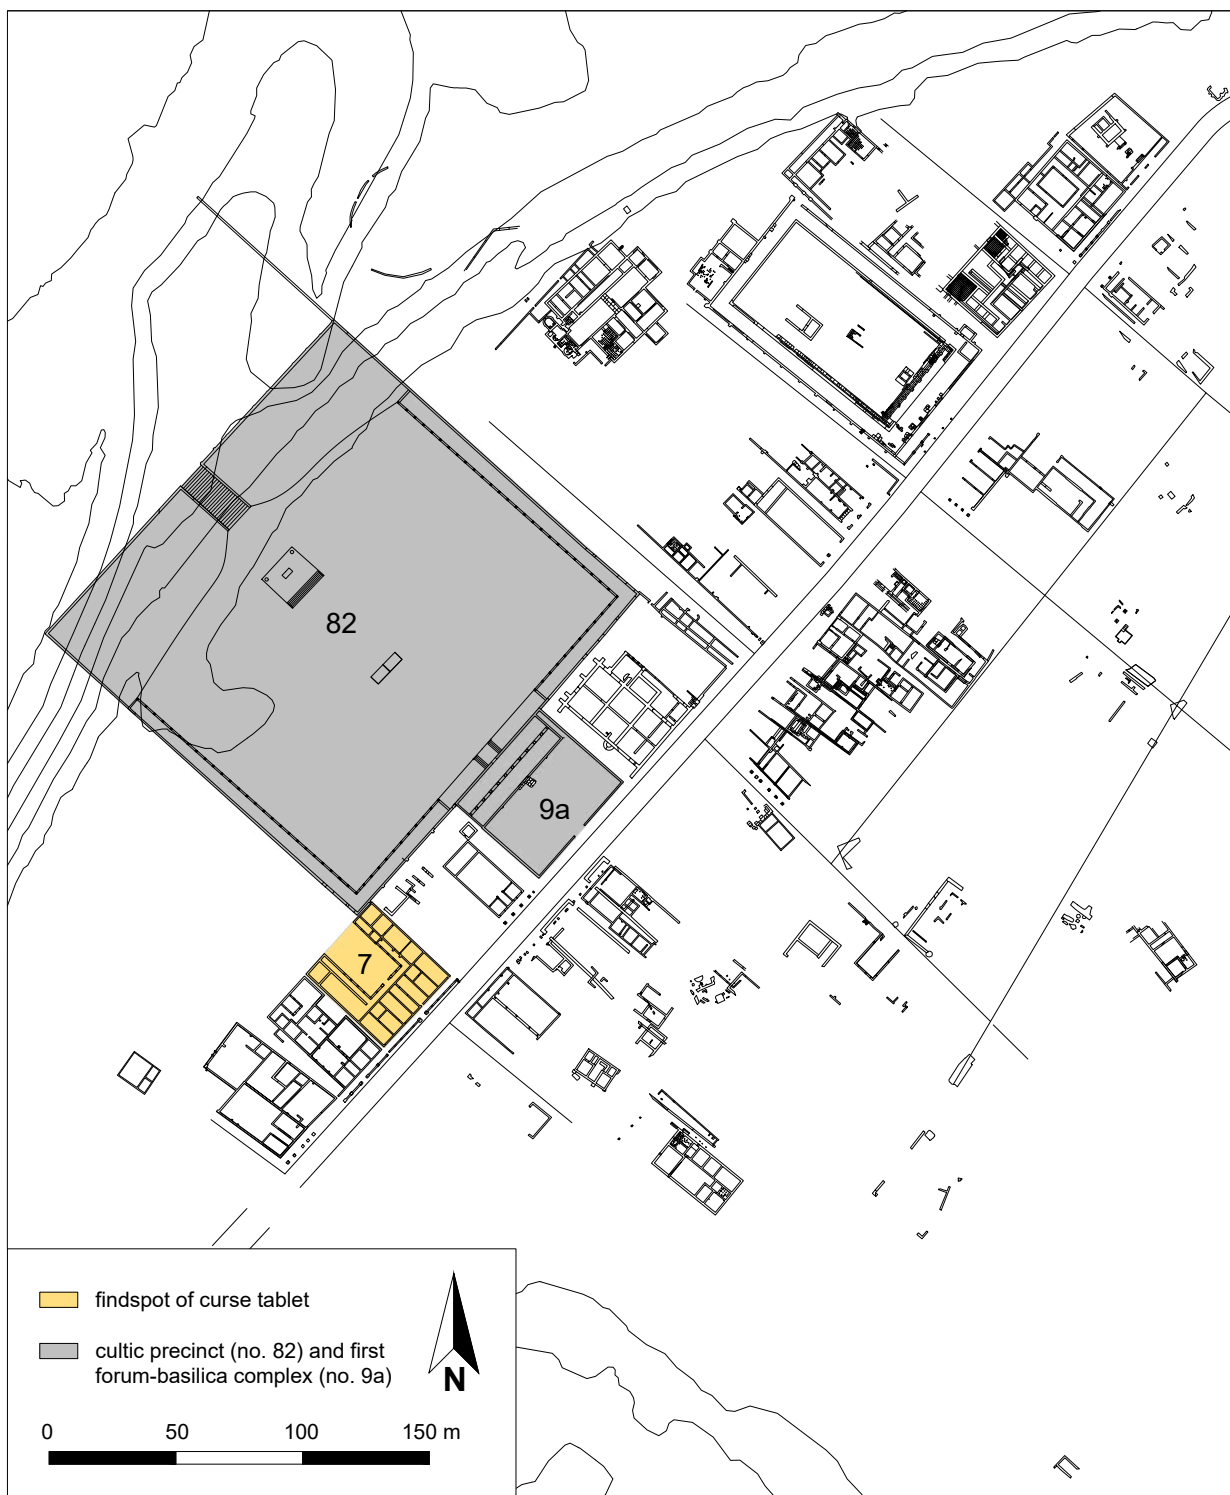 82
9a
7
findspot of curse tablet
cultic precinct (no. 82) and first
forum-basilica complex (no. 9a)
N
0 50 100 150 m